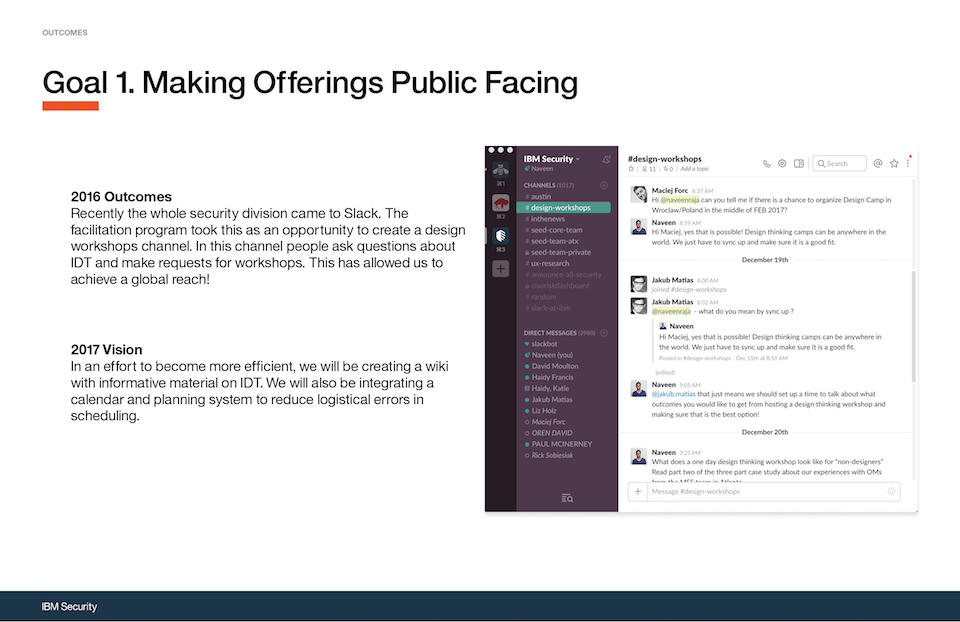 OUTCOMES
Goal 1. Making Offerings Public Facing
2016 Outcomes
Recently the whole security division came to Slack. The
facilitation program took this as an opportunity to create a design
workshops channel. In this channel people ask questions about
IDT and make requests for workshops. This has allowed us to
achieve a global reach!
2017 Vision
In an effort to become more efficient, we will be creating a wiki
with informative material on IDT. We will also be integrating a
calendar and planning system to reduce logistical errors in
scheduling.
⌘1
⌘2
⌘3
IBM Security
Naveen
CHANNELS (1017)
# austin
# design-workshops
# inthenews
# seed-core-team
# seed-team-atx
seed-team-private
# ux-research
# announce-all-security
cisoriskdashboard
# random
# slack-at-ibm
DIRECT MESSAGES (3980)
slackbot
Naveen (you)
David Moulton
Haidy Francis
Haidy, Katie
Jakub Matias
Liz Holz
Maciej Forc
OREN DAVID
PAUL MCINERNEY
Rick Sobiesiak
#design-workshops
11 | 0 | Add a topic
Search
Maciej Forc 8:37 AM
Hi @naveenraja can you tell me if there is a chance to organize Design Camp in
Wroclaw/Poland in the middle of FEB 2017?
Naveen 8:59 AM
Hi Maciej, yes that is possible! Design thinking camps can be anywhere in the
world. We just have to sync up and make sure it is good fit.
December 19th
Jakub Matias 8:00 AM
joined #design-workshops
Jakub Matias 8:02 AM
@naveenraja - what do you mean by sync up ?
Naveen
Hi Maciej, yes that is possible! Design thinking camps can be anywhere in
the world. We just have to sync up and make sure it is good fit.
Posted in #design-workshops · Dec 15th at 8:59 AM
(edited)
Naveen 9:05 AM
@jakub.matias that just means we should set up a time to talk about what
outcomes you would like to get from hosting a design thinking workshop and
making sure that is the best option!
December 20th
Naveen 3:25 PM
What does a one day design thinking workshop look like for "non-designers"
Read part two of the three part case study about our experiences with OMs
from the MSS team in Atlanta
Message #design-workshops
IBM Security